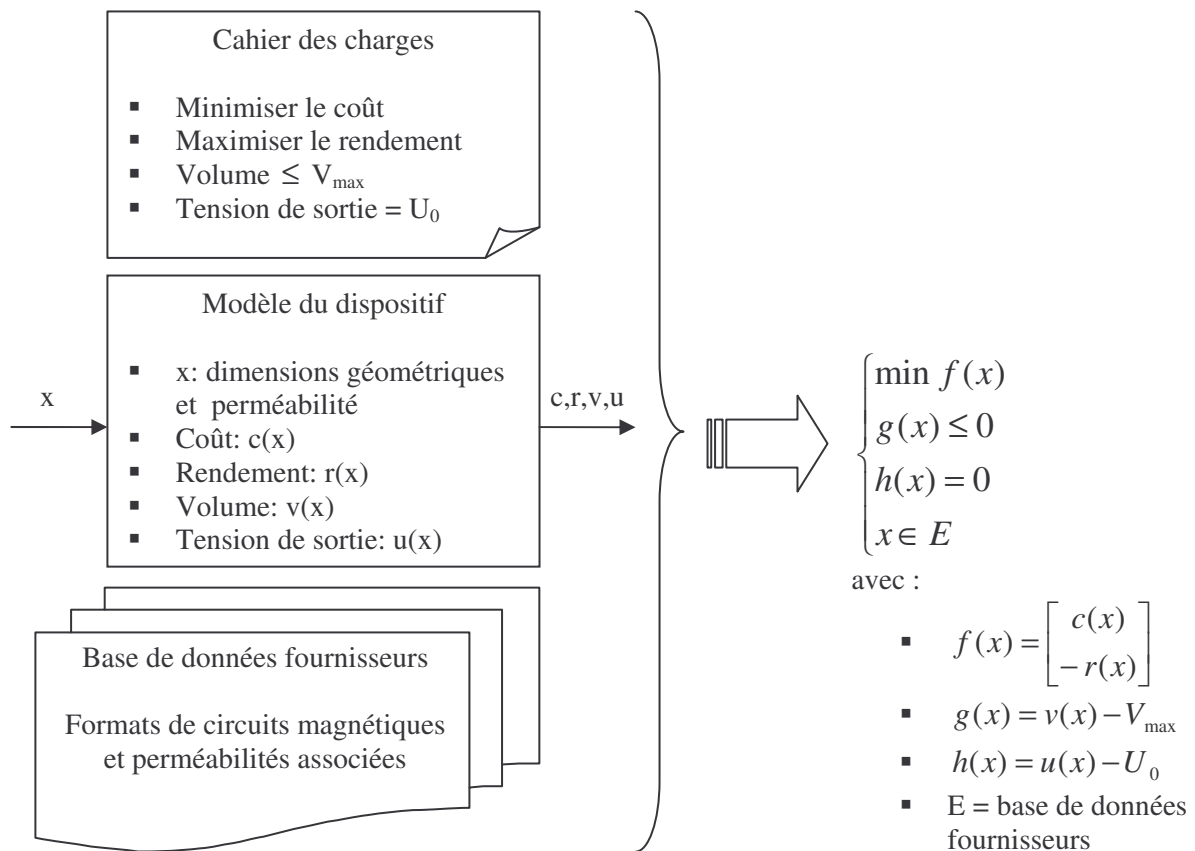 Cahier des charges
▪ Minimiser le coût
▪ Maximiser le rendement
▪ Volume ≤ V_max
▪ Tension de sortie = U_0
Modèle du dispositif
▪ x: dimensions géométriques
et perméabilité
▪ Coût: c(x)
▪ Rendement: r(x)
▪ Volume: v(x)
▪ Tension de sortie: u(x)
x
c,r,v,u
Base de données fournisseurs
Formats de circuits magnétiques
et perméabilités associées
min f(x)
g(x) ≤ 0
h(x) = 0
x ∈ E
avec :
▪ f(x) = [c(x)
−r(x)]
▪ g(x) = v(x) − V_max
▪ h(x) = u(x) − U_0
▪ E = base de données
fournisseurs